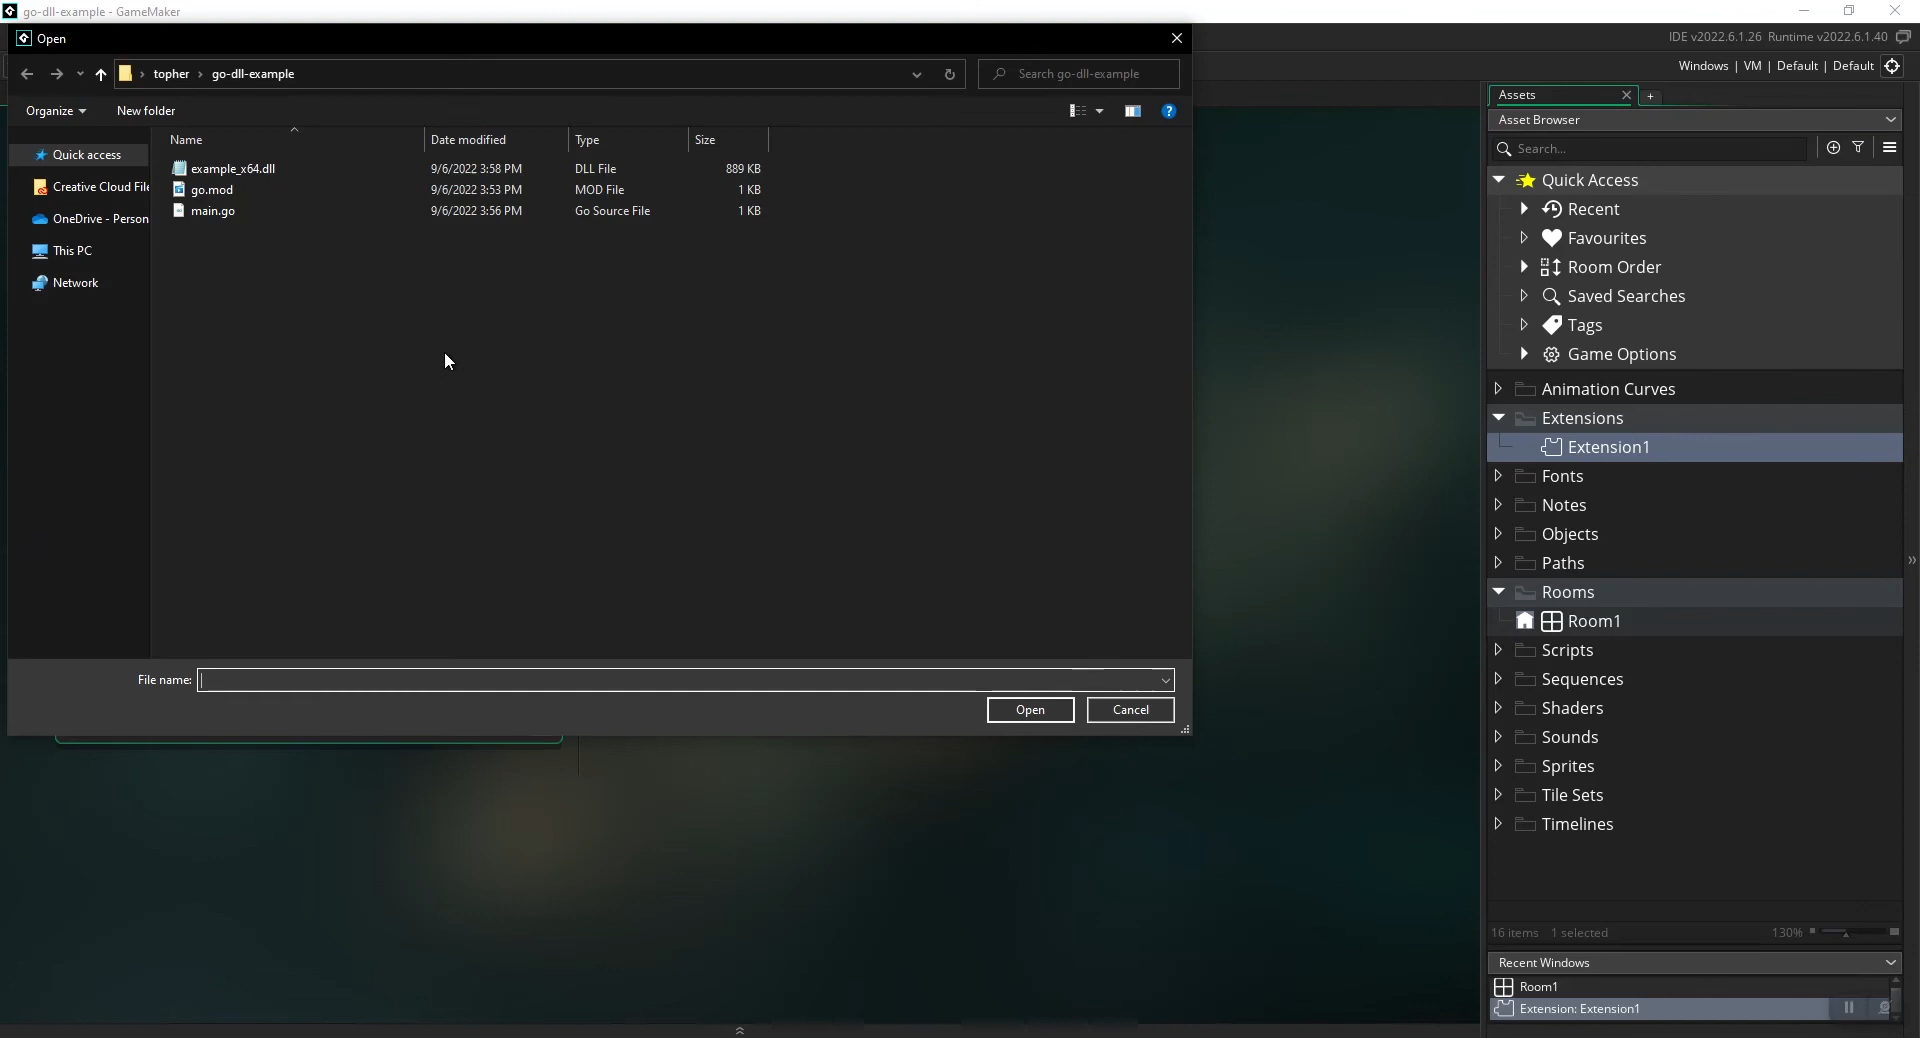 go-dll-example - GameMaker
Open
IDE v2022.6.1.26 Runtime v2022.6.1.40
topher › go-dll-example
Search go-dll-example
Windows | VM | Default | Default
Organize
New folder
Assets
Asset Browser
Name
Date modified
Type
Size
Search...
Quick access
Creative Cloud File
OneDrive - Person
This PC
Network
example_x64.dll 9/6/2022 3:58 PM DLL File 889 KB
go.mod 9/6/2022 3:53 PM MOD File 1 KB
main.go 9/6/2022 3:56 PM Go Source File 1 KB
Quick Access
Recent
Favourites
Room Order
Saved Searches
Tags
Game Options
Animation Curves
Extensions
Extension1
Fonts
Notes
Objects
Paths
Rooms
Room1
Scripts
Sequences
Shaders
Sounds
Sprites
Tile Sets
Timelines
File name:
Open
Cancel
16 items 1 selected
130%
Recent Windows
Room1
Extension: Extension1